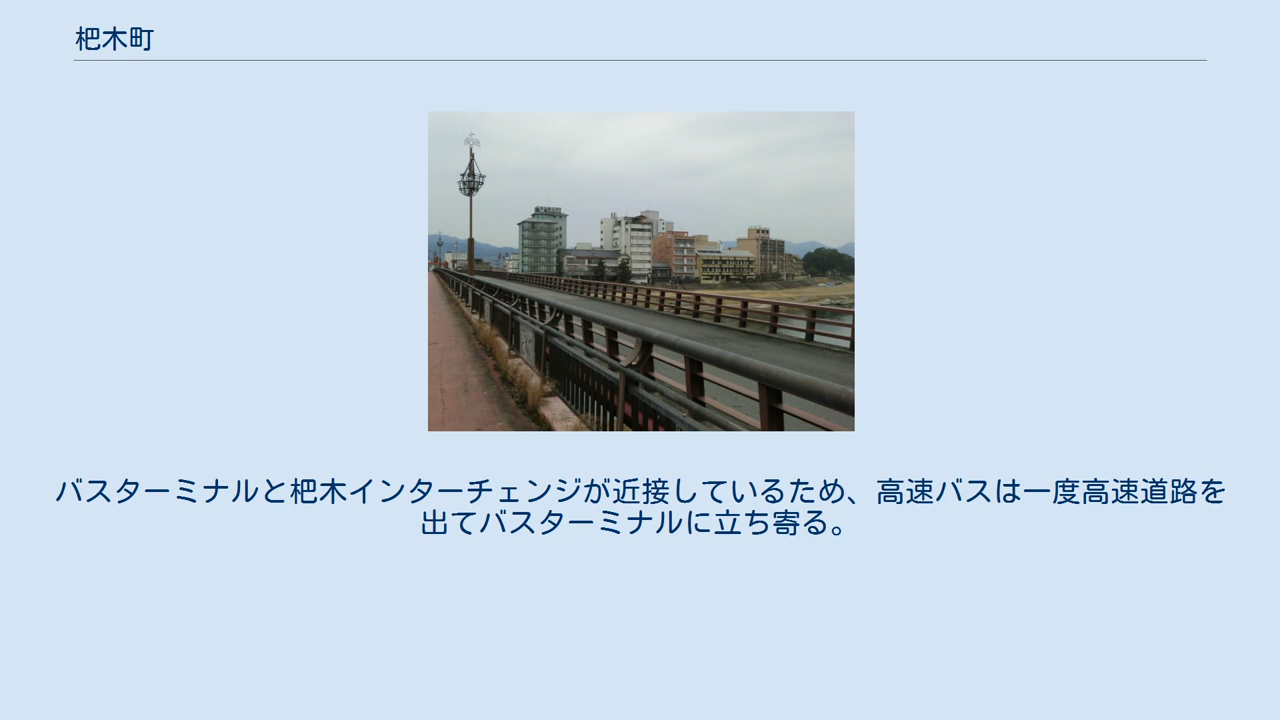 杷木町
バスターミナルと杷木インターチェンジが近接しているため、高速バスは一度高速道路を
出てバスターミナルに立ち寄る。